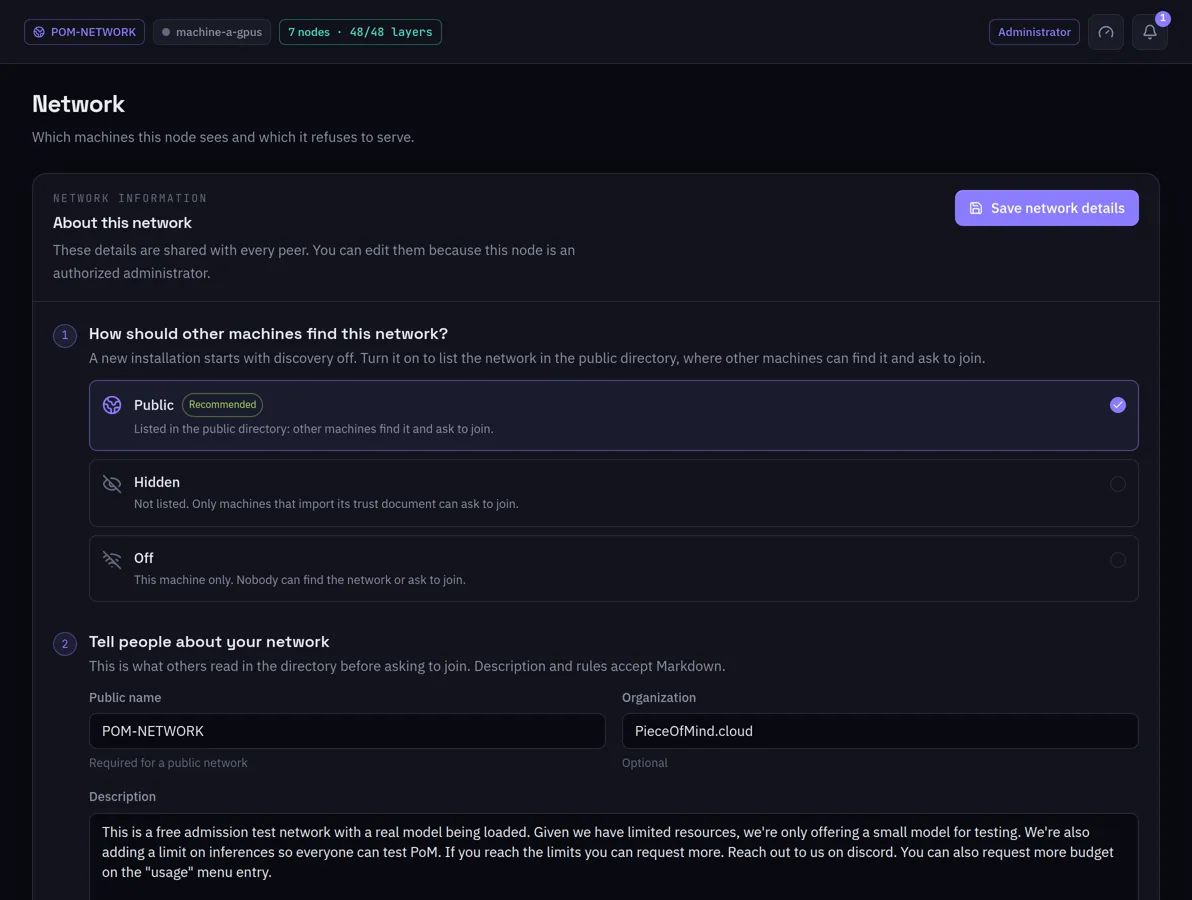 POM-NETWORK
machine-a-gpus
7 nodes · 48/48 layers
Administrator
1
Network
Which machines this node sees and which it refuses to serve.
NETWORK INFORMATION
About this network
Save network details
These details are shared with every peer. You can edit them because this node is an
authorized administrator.
1
How should other machines find this network?
A new installation starts with discovery off. Turn it on to list the network in the public directory, where other machines can find it and ask to join.
Public
Recommended
Listed in the public directory: other machines find it and ask to join.
Hidden
Not listed. Only machines that import its trust document can ask to join.
Off
This machine only. Nobody can find the network or ask to join.
2
Tell people about your network
This is what others read in the directory before asking to join. Description and rules accept Markdown.
Public name
Organization
POM-NETWORK
PieceOfMind.cloud
Required for a public network
Optional
Description
This is a free admission test network with a real model being loaded. Given we have limited resources, we're only offering a small model for testing. We're also
adding a limit on inferences so everyone can test PoM. If you reach the limits you can request more. Reach out to us on discord. You can also request more budget
on the "usage" menu entry.